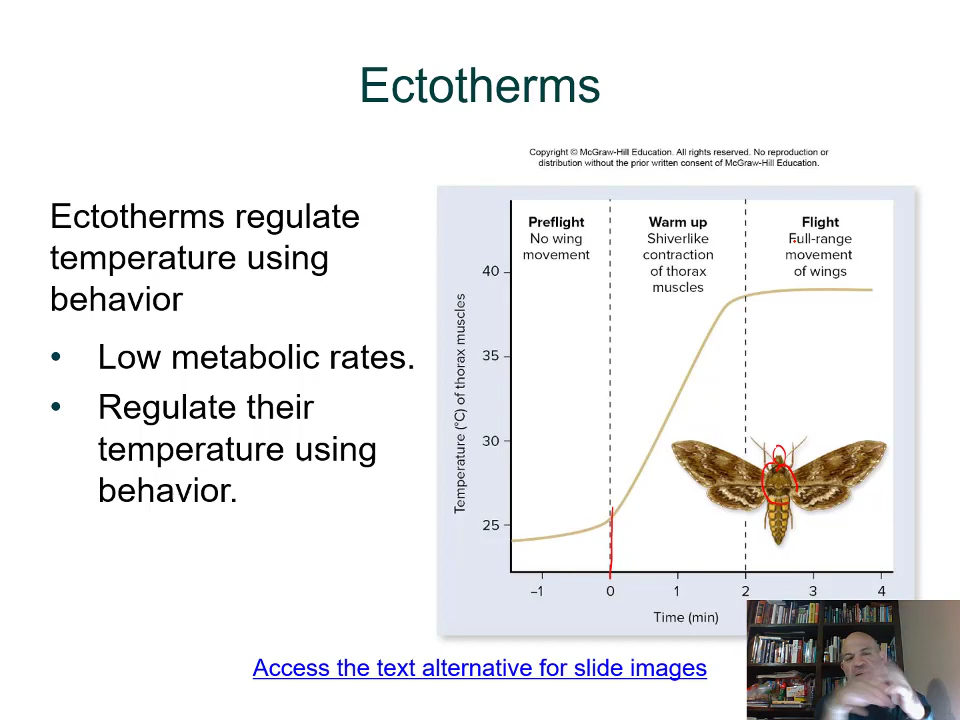 Ectotherms
Copyright © McGraw-Hill Education. All rights reserved. No reproduction or
distribution without the prior written consent of McGraw-Hill Education.
Ectotherms regulate
temperature using
behavior
• Low metabolic rates.
• Regulate their
temperature using
behavior.
Preflight
No wing
movement
Warm up
Shiverlike
contraction
of thorax
muscles
Flight
Full-range
movement
of wings
Temperature (°C) of thorax muscles
40
35
30
25
–1 0 1 2 3 4
Time (min)
Access the text alternative for slide images